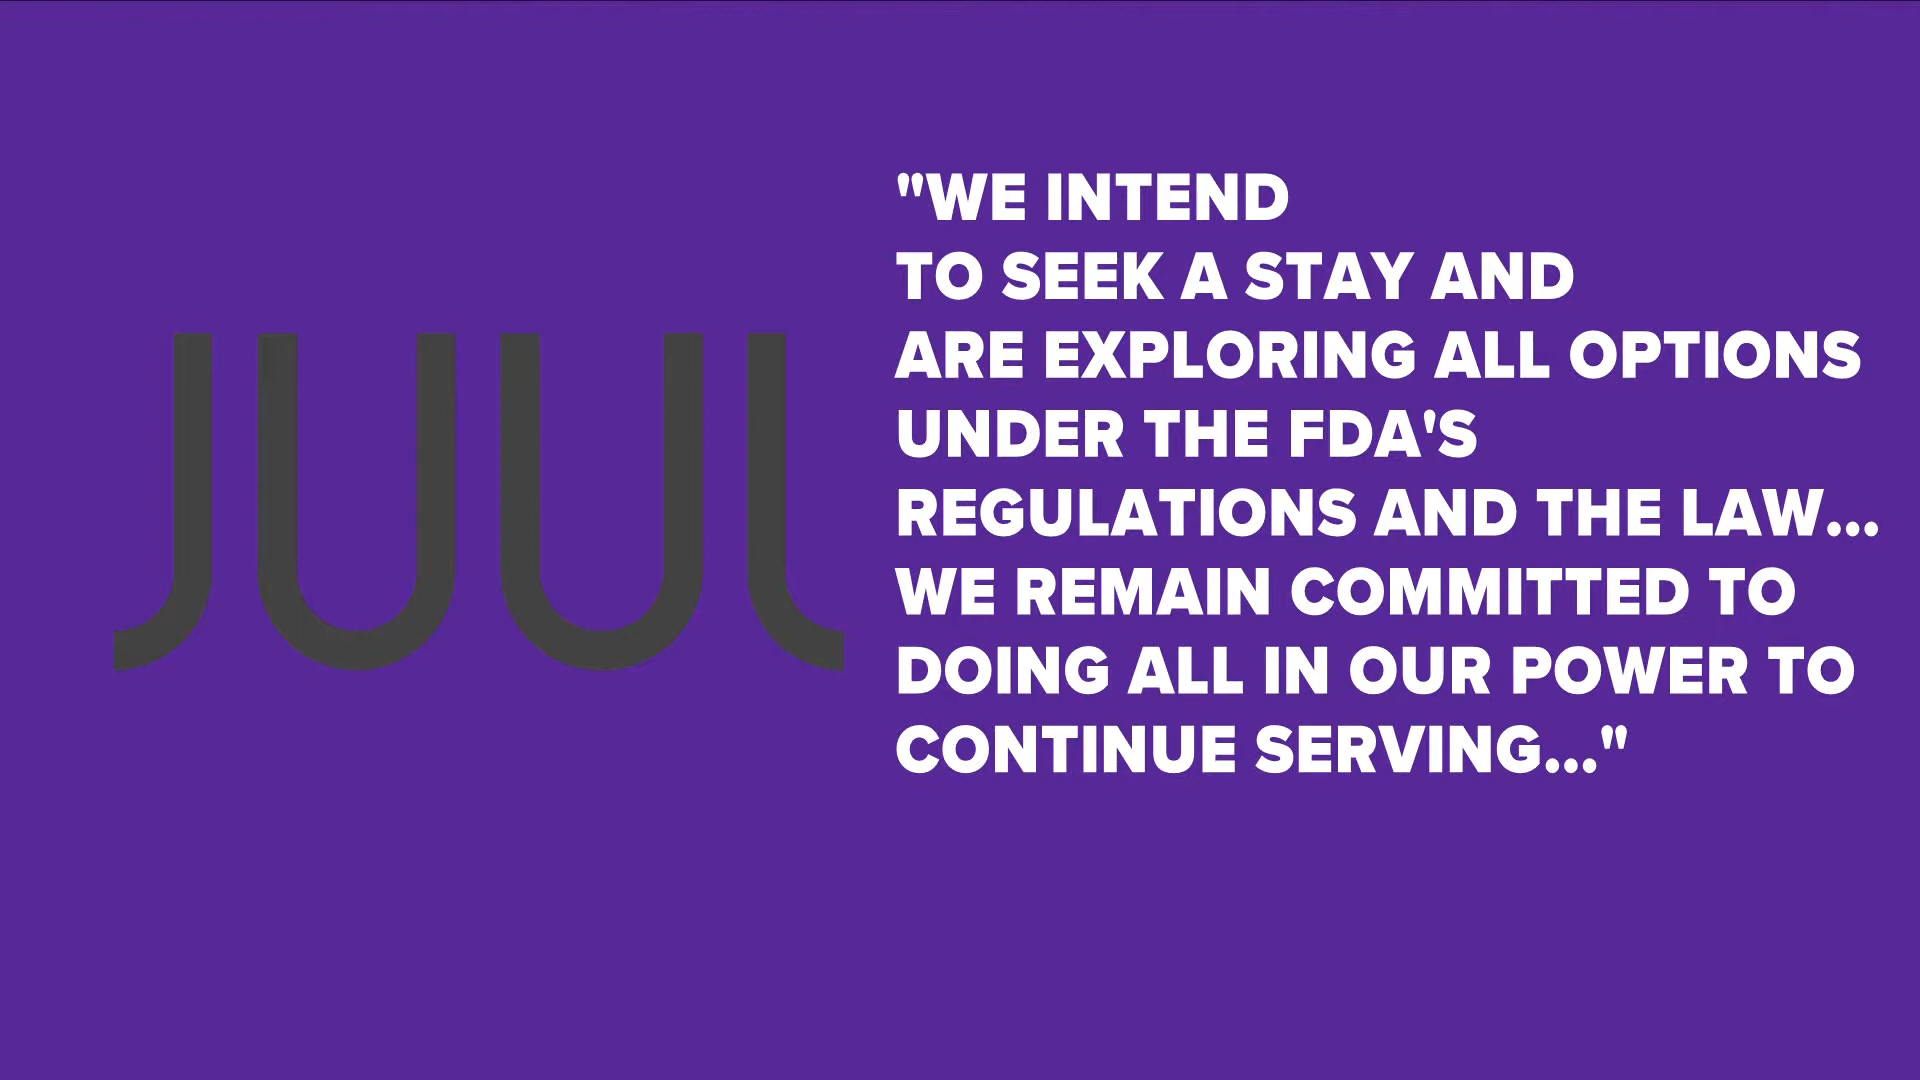 JUUL
"WE INTEND
TO SEEK A STAY AND
ARE EXPLORING ALL OPTIONS
UNDER THE FDA'S
REGULATIONS AND THE LAW...
WE REMAIN COMMITTED TO
DOING ALL IN OUR POWER TO
CONTINUE SERVING..."